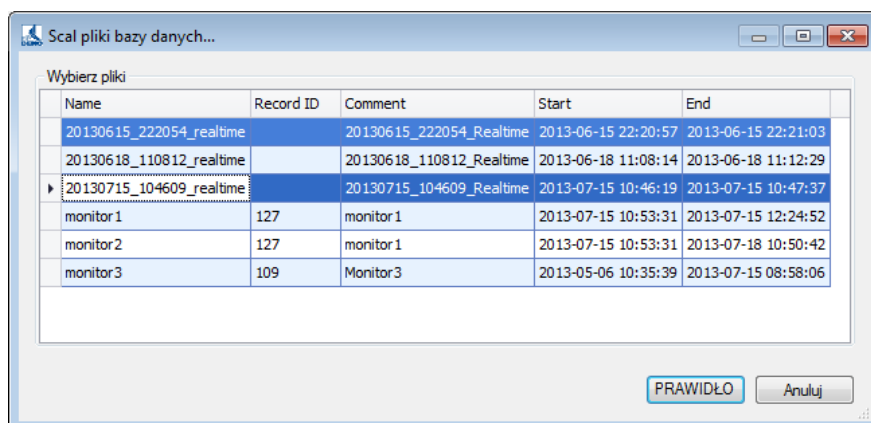 Scal pliki bazy danych...
Wybierz pliki
Name Record ID Comment Start End
20130615_222054_realtime 20130615_222054_Realtime 2013-06-15 22:20:57 2013-06-15 22:21:03
20130618_110812_realtime 20130618_110812_Realtime 2013-06-18 11:08:14 2013-06-18 11:12:29
20130715_104609_realtime 20130715_104609_Realtime 2013-07-15 10:46:19 2013-07-15 10:47:37
monitor1 127 monitor1 2013-07-15 10:53:31 2013-07-15 12:24:52
monitor2 127 monitor1 2013-07-15 10:53:31 2013-07-18 10:50:42
monitor3 109 Monitor3 2013-05-06 10:35:39 2013-07-15 08:58:06
PRAWIDŁO Anuluj